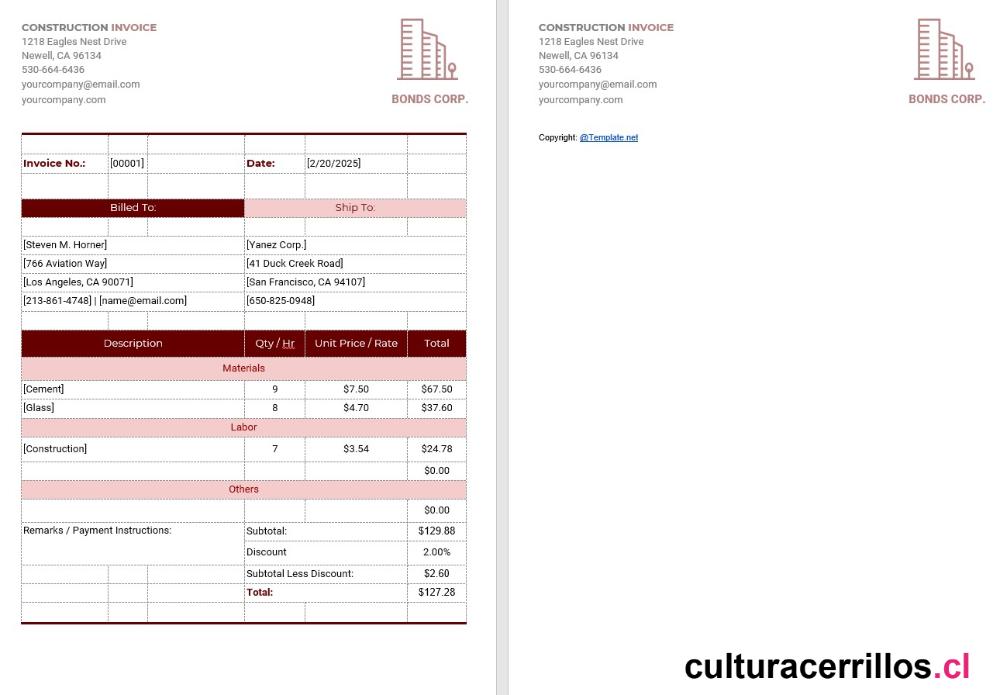 CONSTRUCTION INVOICE
1218 Eagles Nest Drive
Newell, CA 96134
530-664-6436
yourcompany@email.com
yourcompany.com
BONDS CORP.
Invoice No.: [00001] Date: [2/20/2025]
Billed To: Ship To:
[Steven M. Horner] [Yanez Corp.]
[766 Aviation Way] [41 Duck Creek Road]
[Los Angeles, CA 90071] [San Francisco, CA 94107]
[213-861-4748] | [name@email.com] [650-825-0948]
Description Qty / Hr Unit Price / Rate Total
Materials
[Cement] 9 $7.50 $67.50
[Glass] 8 $4.70 $37.60
Labor
[Construction] 7 $3.54 $24.78
$0.00
Others
$0.00
Remarks / Payment Instructions: Subtotal: $129.88
Discount 2.00%
Subtotal Less Discount: $2.60
Total: $127.28
CONSTRUCTION INVOICE
1218 Eagles Nest Drive
Newell, CA 96134
530-664-6436
yourcompany@email.com
yourcompany.com
BONDS CORP.
Copyright: @Template.net
culturacerrillos.cl